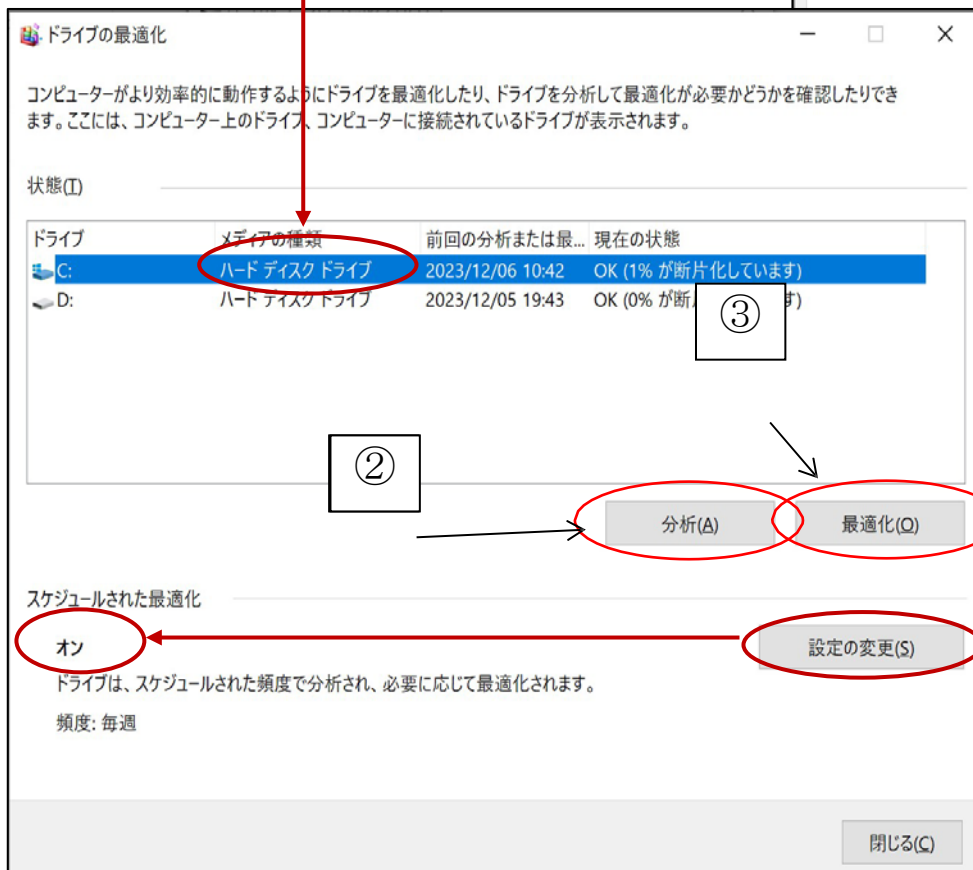 ドライブの最適化
コンピューターがより効率的に動作するようにドライブを最適化したり、ドライブを分析して最適化が必要かどうかを確認したりでき
ます。ここには、コンピューター上のドライブ、コンピューターに接続されているドライブが表示されます。
状態(T)
ドライブ メディアの種類 前回の分析または最... 現在の状態
C: ハード ディスク ドライブ 2023/12/06 10:42 OK (1% が断片化しています)
D: ハード ディスク ドライブ 2023/12/05 19:43 OK (0% が断 す)
③
②
分析(A) 最適化(O)
スケジュールされた最適化
オン 設定の変更(S)
ドライブは、スケジュールされた頻度で分析され、必要に応じて最適化されます。
頻度: 毎週
閉じる(C)